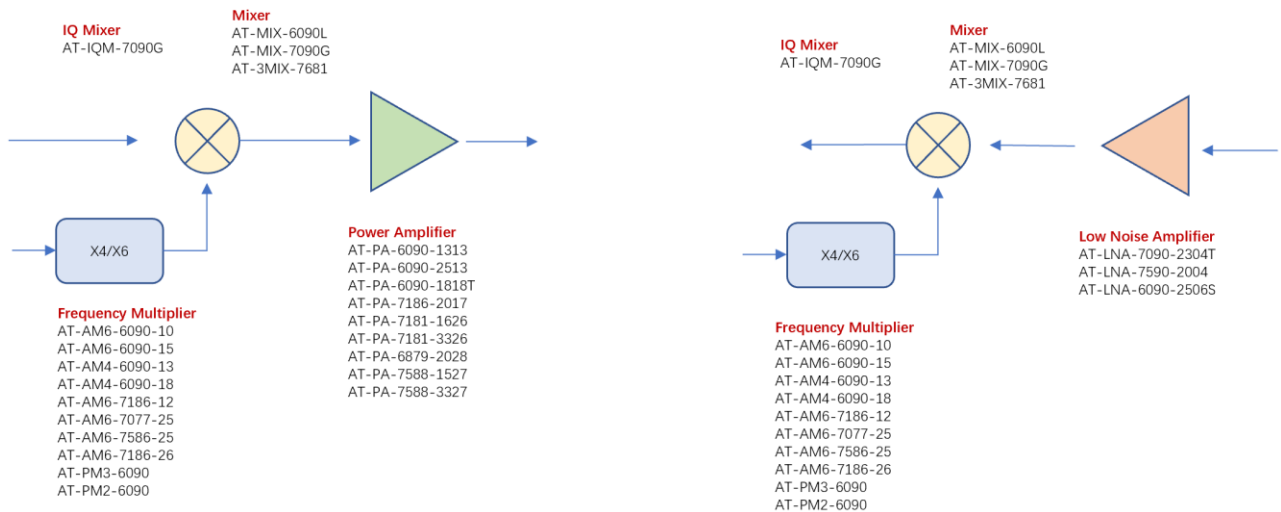 IQ Mixer
AT-IQM-7090G
Mixer
AT-MIX-6090L
AT-MIX-7090G
AT-3MIX-7681
X4/X6
Power Amplifier
AT-PA-6090-1313
AT-PA-6090-2513
AT-PA-6090-1818T
AT-PA-7186-2017
AT-PA-7181-1626
AT-PA-7181-3326
AT-PA-6879-2028
AT-PA-7588-1527
AT-PA-7588-3327
Frequency Multiplier
AT-AM6-6090-10
AT-AM6-6090-15
AT-AM4-6090-13
AT-AM4-6090-18
AT-AM6-7186-12
AT-AM6-7077-25
AT-AM6-7586-25
AT-AM6-7186-26
AT-PM3-6090
AT-PM2-6090
IQ Mixer
AT-IQM-7090G
Mixer
AT-MIX-6090L
AT-MIX-7090G
AT-3MIX-7681
X4/X6
Low Noise Amplifier
AT-LNA-7090-2304T
AT-LNA-7590-2004
AT-LNA-6090-2506S
Frequency Multiplier
AT-AM6-6090-10
AT-AM6-6090-15
AT-AM4-6090-13
AT-AM4-6090-18
AT-AM6-7186-12
AT-AM6-7077-25
AT-AM6-7586-25
AT-AM6-7186-26
AT-PM3-6090
AT-PM2-6090